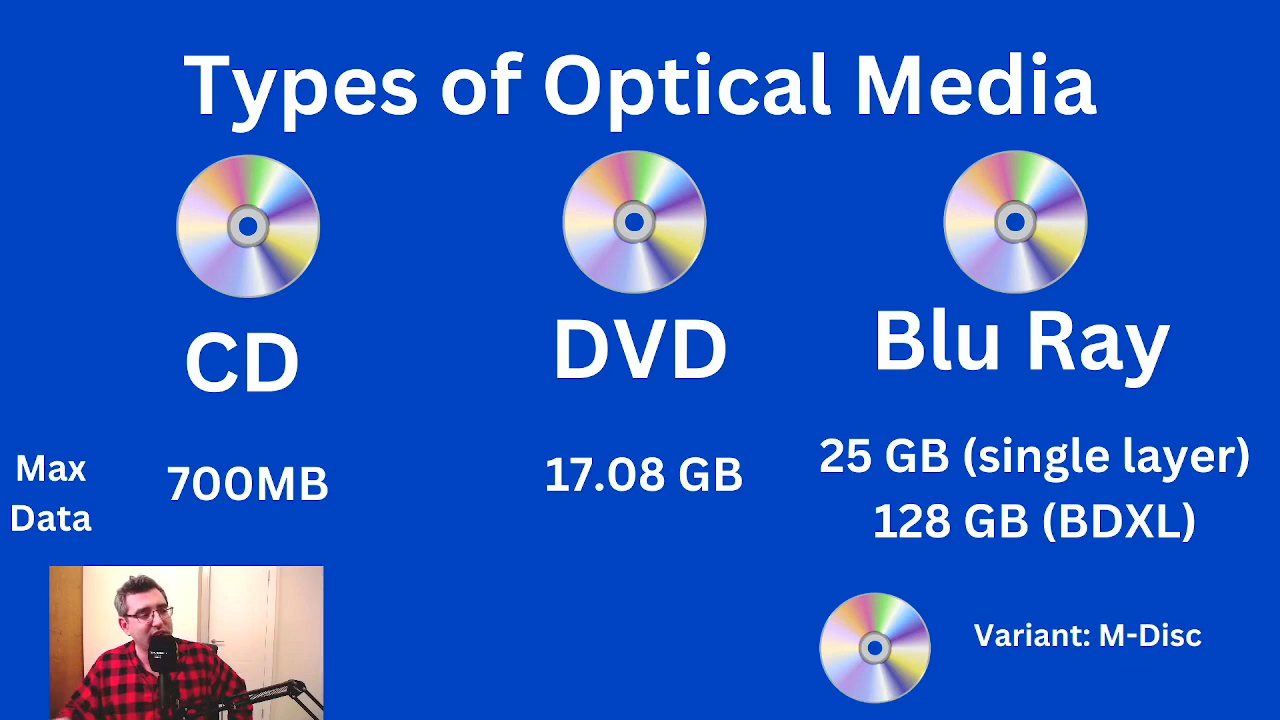 Types of Optical Media
CD
DVD
Blu Ray
Max
Data
700MB
17.08 GB
25 GB (single layer)
128 GB (BDXL)
Variant: M-Disc